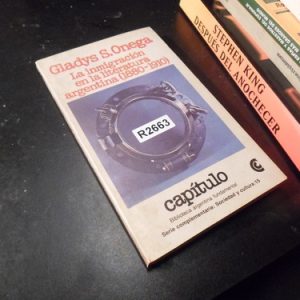 Gladys S. Onega
La inmigración
en la literatura
argentina (1880-1910)
R2663
capítulo
Biblioteca argentina fundamental
Serie complementaria: Sociedad y cultura/15
STEPHEN KING
DESPUÉS DEL ANOCHECER